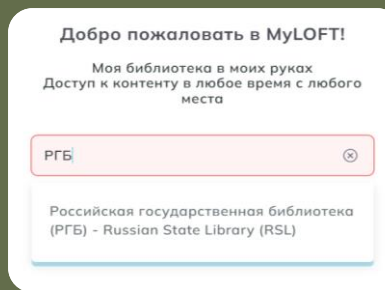 Добро пожаловать в MyLOFT!
Моя библиотека в моих руках
Доступ к контенту в любое время с любого
места
РГБ
Российская государственная библиотека
(РГБ) - Russian State Library (RSL)